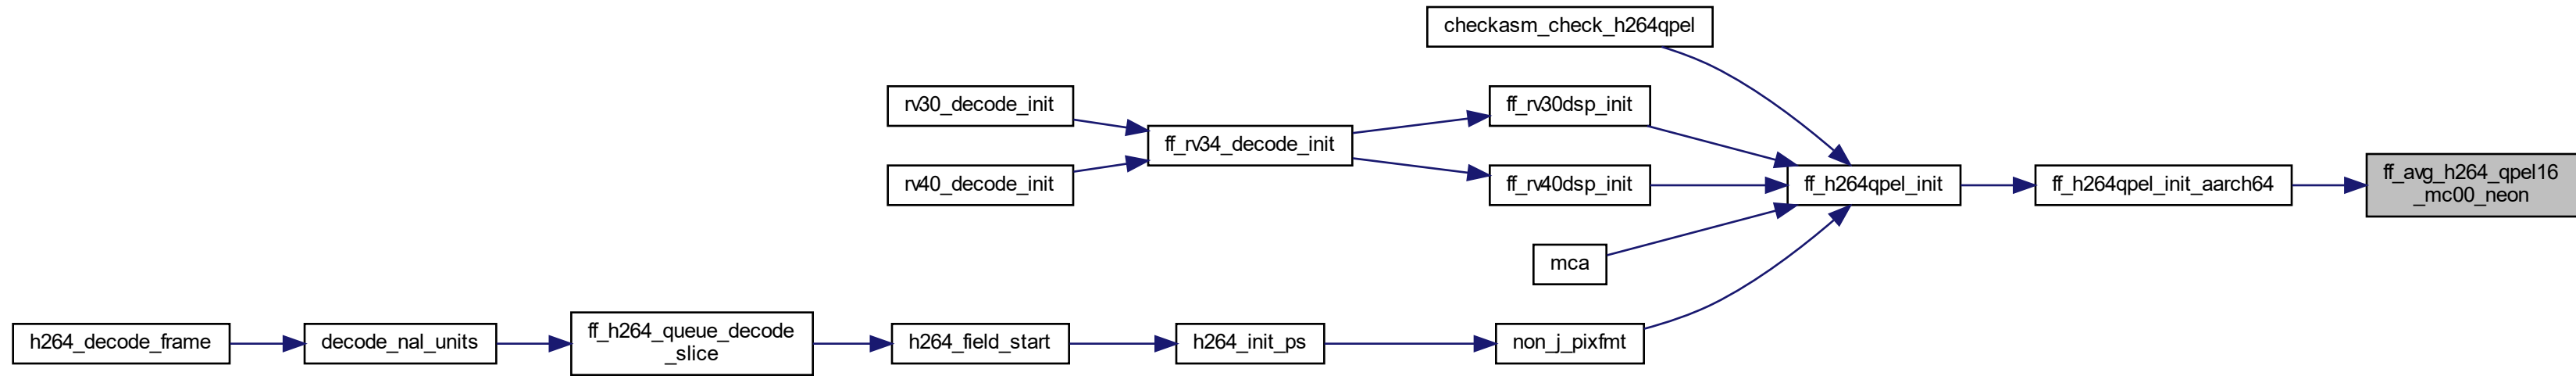 checkasm_check_h264qpel
rv30_decode_init
ff_rv30dsp_init
ff_rv34_decode_init
rv40_decode_init
ff_rv40dsp_init
ff_h264qpel_init
ff_h264qpel_init_aarch64
ff_avg_h264_qpel16
_mc00_neon
mca
h264_decode_frame
decode_nal_units
ff_h264_queue_decode
_slice
h264_field_start
h264_init_ps
non_j_pixfmt